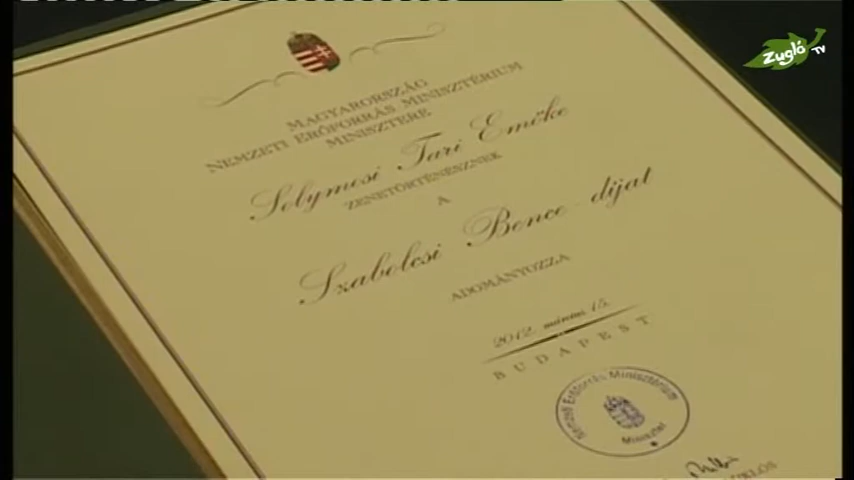 Zugló
TV
MAGYARORSZÁG
NEMZETI ERŐFORRÁS MINISZTÉRIUM
MINISZTERE
Solymosi Tari Emőke
ZENETÖRTÉNÉSZNEK
A
Szabolcsi Bence-díjat
ADOMÁNYOZZA
2012. március 15.
BUDAPEST
Nemzeti Erőforrás Minisztérium
Miniszter